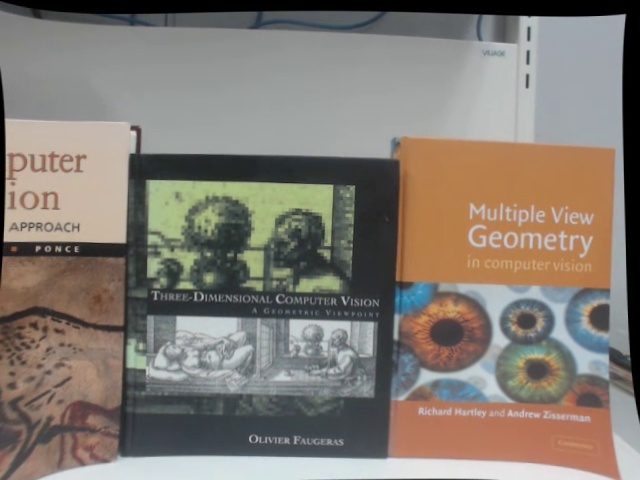 puter
ion
APPROACH
PONCE
THREE-DIMENSIONAL COMPUTER VISION
A GEOMETRIC VIEWPOINT
OLIVIER FAUGERAS
Multiple View
Geometry
in computer vision
Richard Hartley and Andrew Zisserman